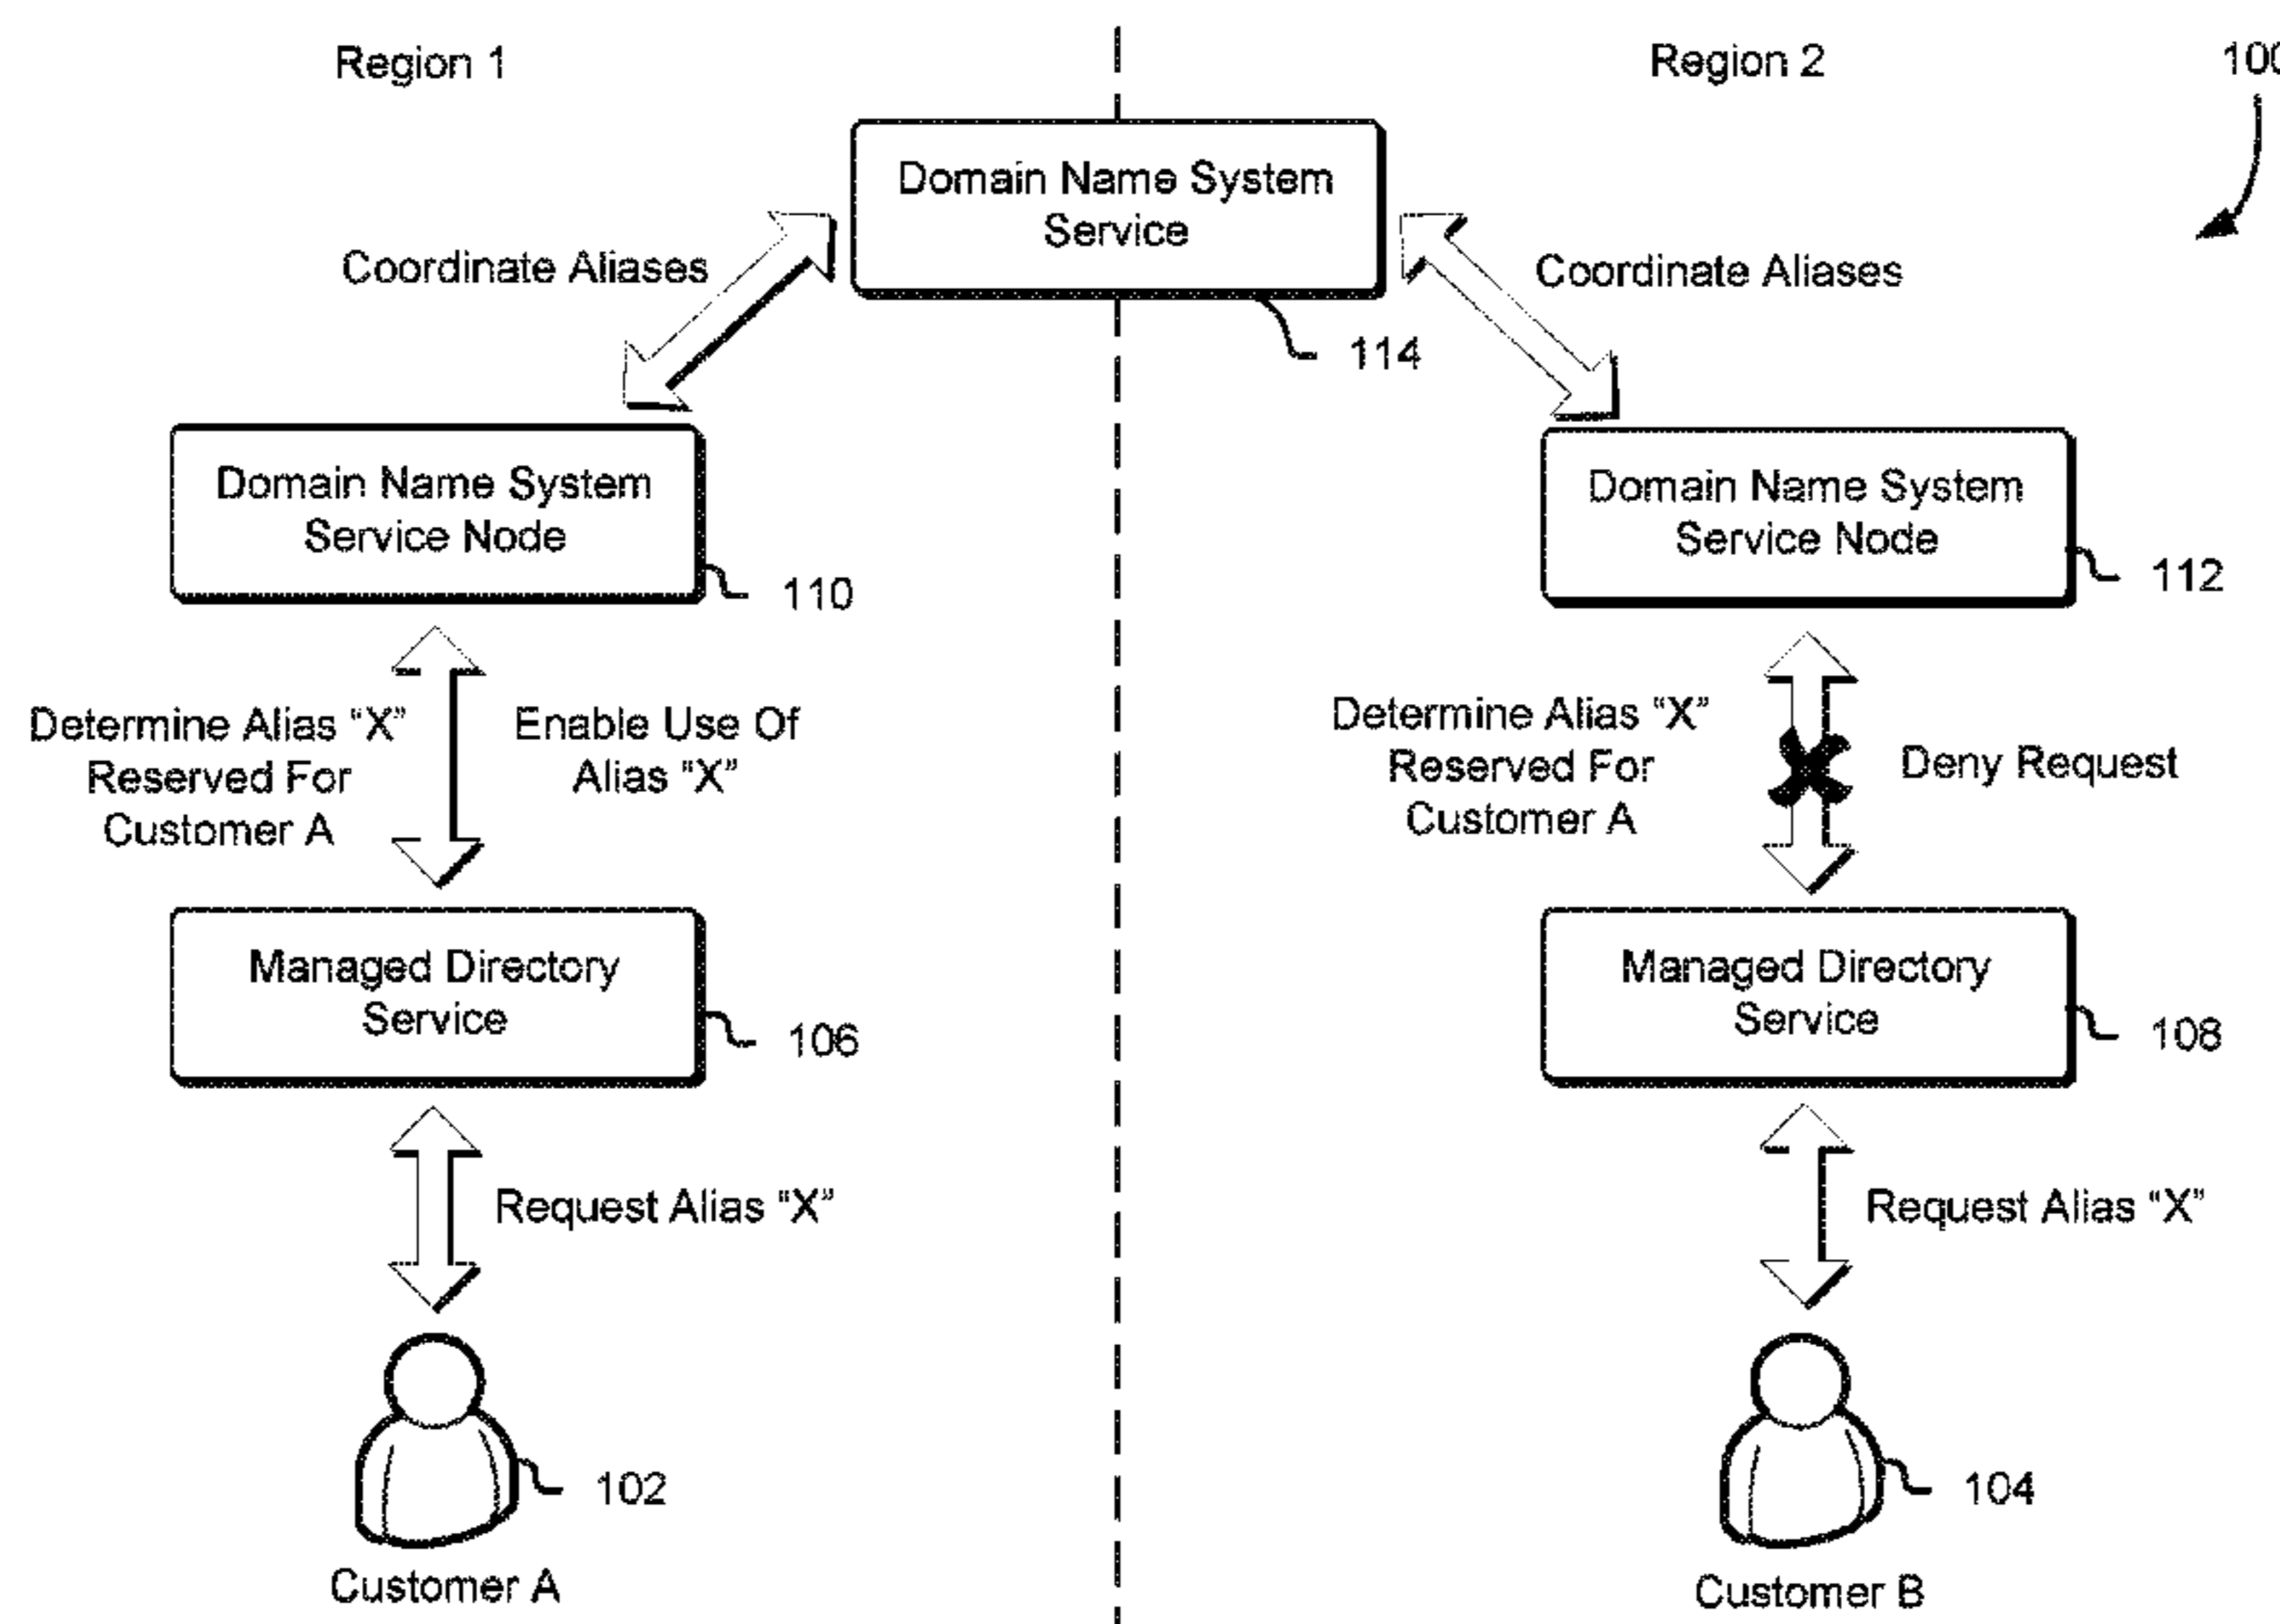 Region 1
Region 2
100
Domain Name System
Service
Coordinate Aliases
Coordinate Aliases
114
Domain Name System
Service Node
110
Domain Name System
Service Node
112
Determine Alias “X”
Reserved For
Customer A
Enable Use Of
Alias “X”
Determine Alias “X”
Reserved For
Customer A
Deny Request
Managed Directory
Service
106
Managed Directory
Service
108
Request Alias “X”
Request Alias “X”
102
104
Customer A
Customer B